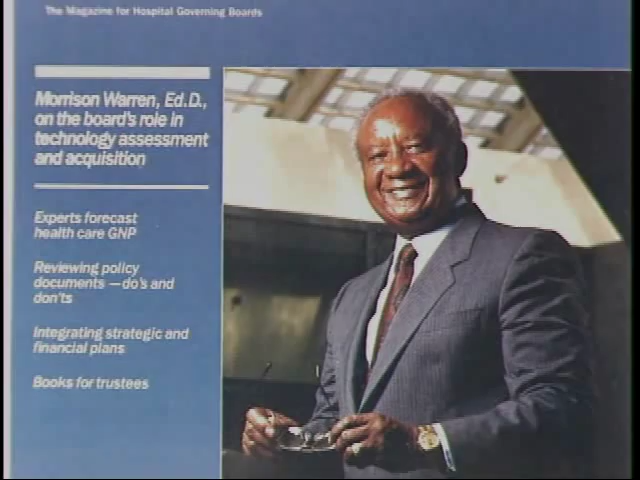 The Magazine for Hospital Governing Boards
Morrison Warren, Ed.D.,
on the board's role in
technology assessment
and acquisition
Experts forecast
health care GNP
Reviewing policy
documents — do's and
don'ts
Integrating strategic and
financial plans
Books for trustees